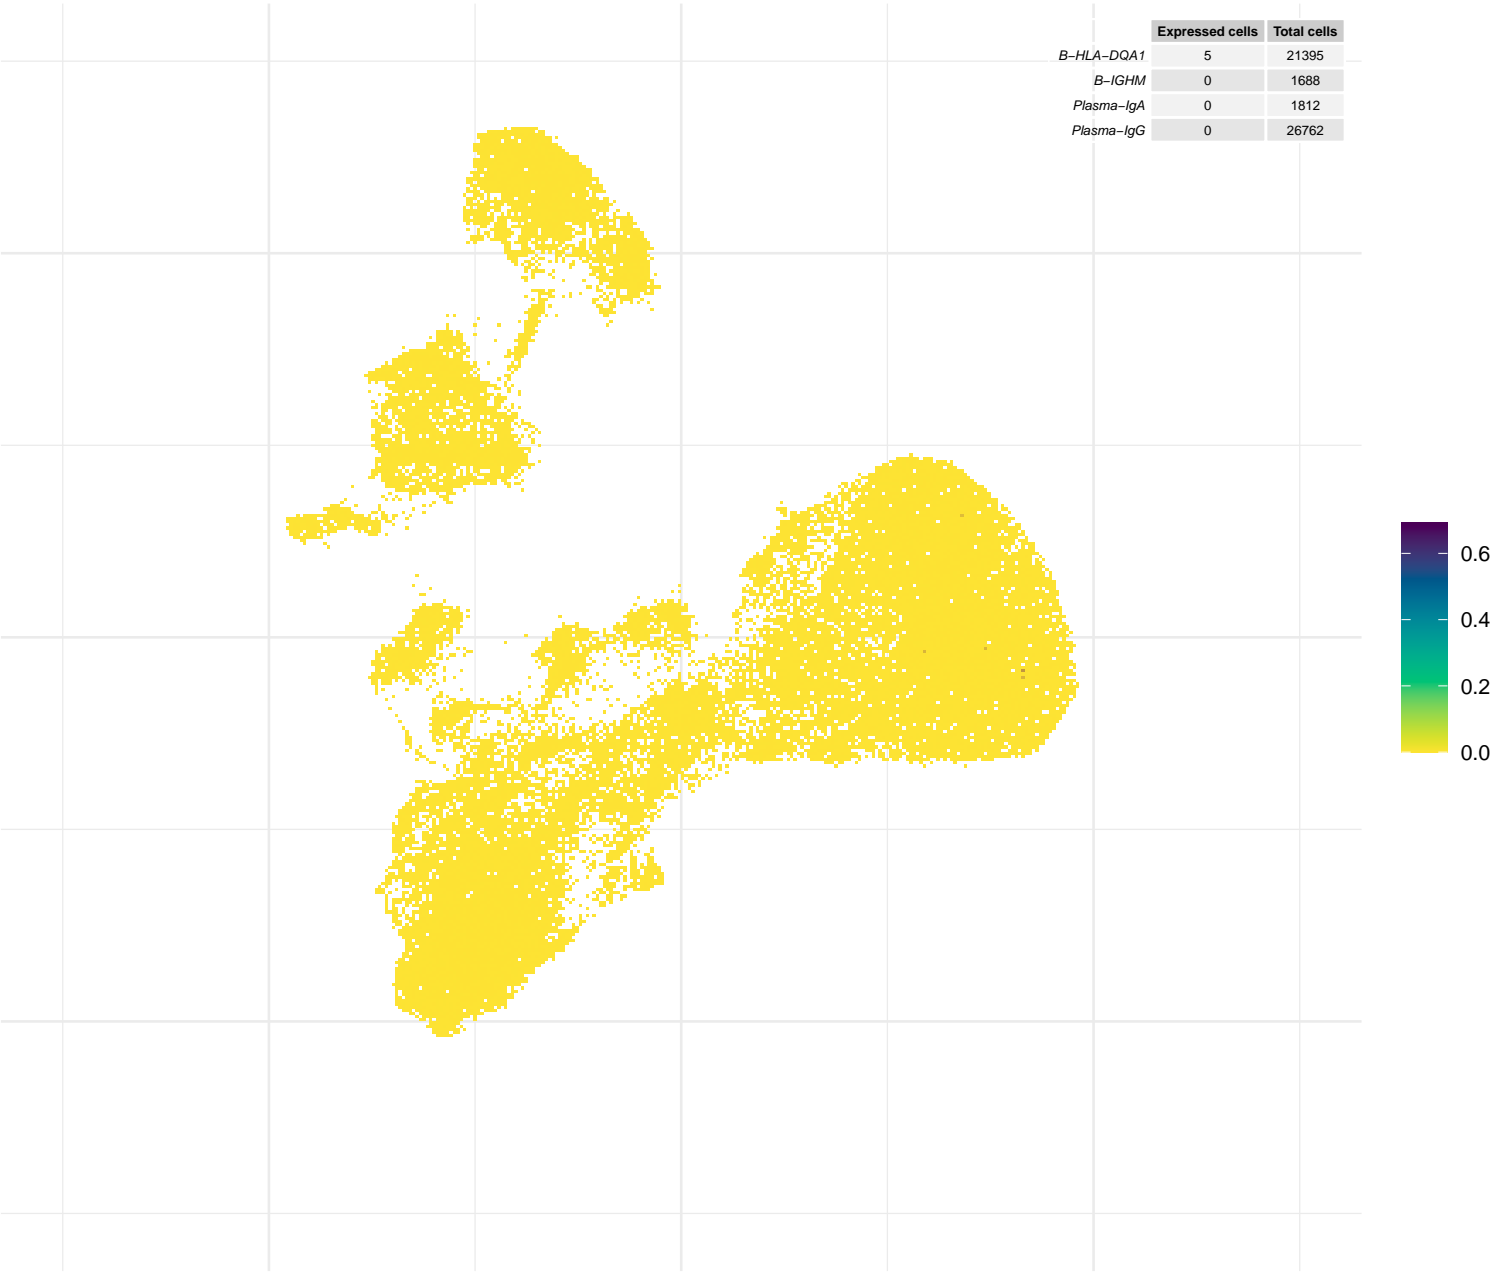 Expressed cells Total cells
B−HLA−DQA1 5 21395
B−IGHM 0 1688
Plasma−IgA 0 1812
Plasma−IgG 0 26762
0.6
0.4
0.2
0.0